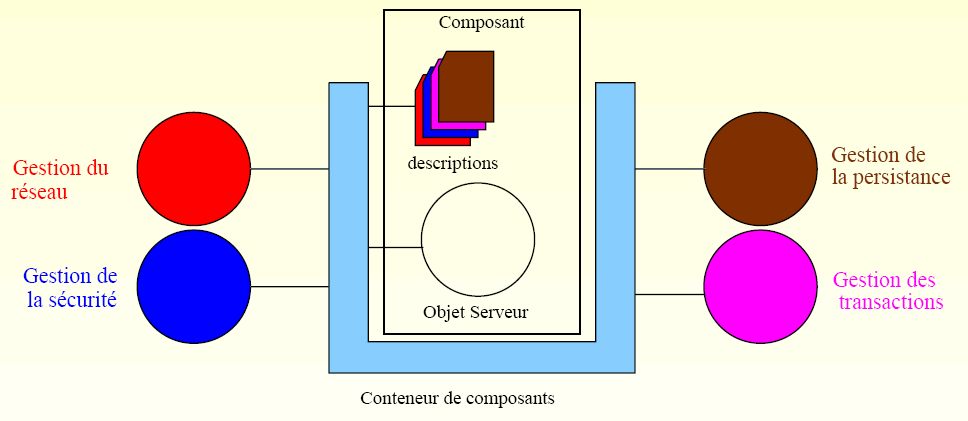 Composant
descriptions
Objet Serveur
Gestion du
réseau
Gestion de
la sécurité
Gestion de
la persistance
Gestion des
transactions
Conteneur de composants